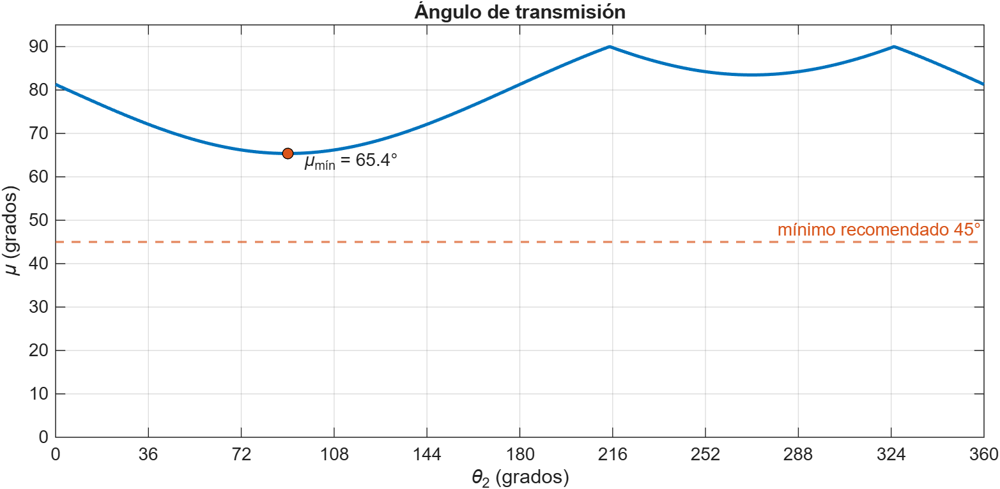 Ángulo de transmisión
90
80
70
60
50
40
30
20
10
0
μ (grados)
μmín = 65.4°
mínimo recomendado 45°
0 36 72 108 144 180 216 252 288 324 360
θ2 (grados)